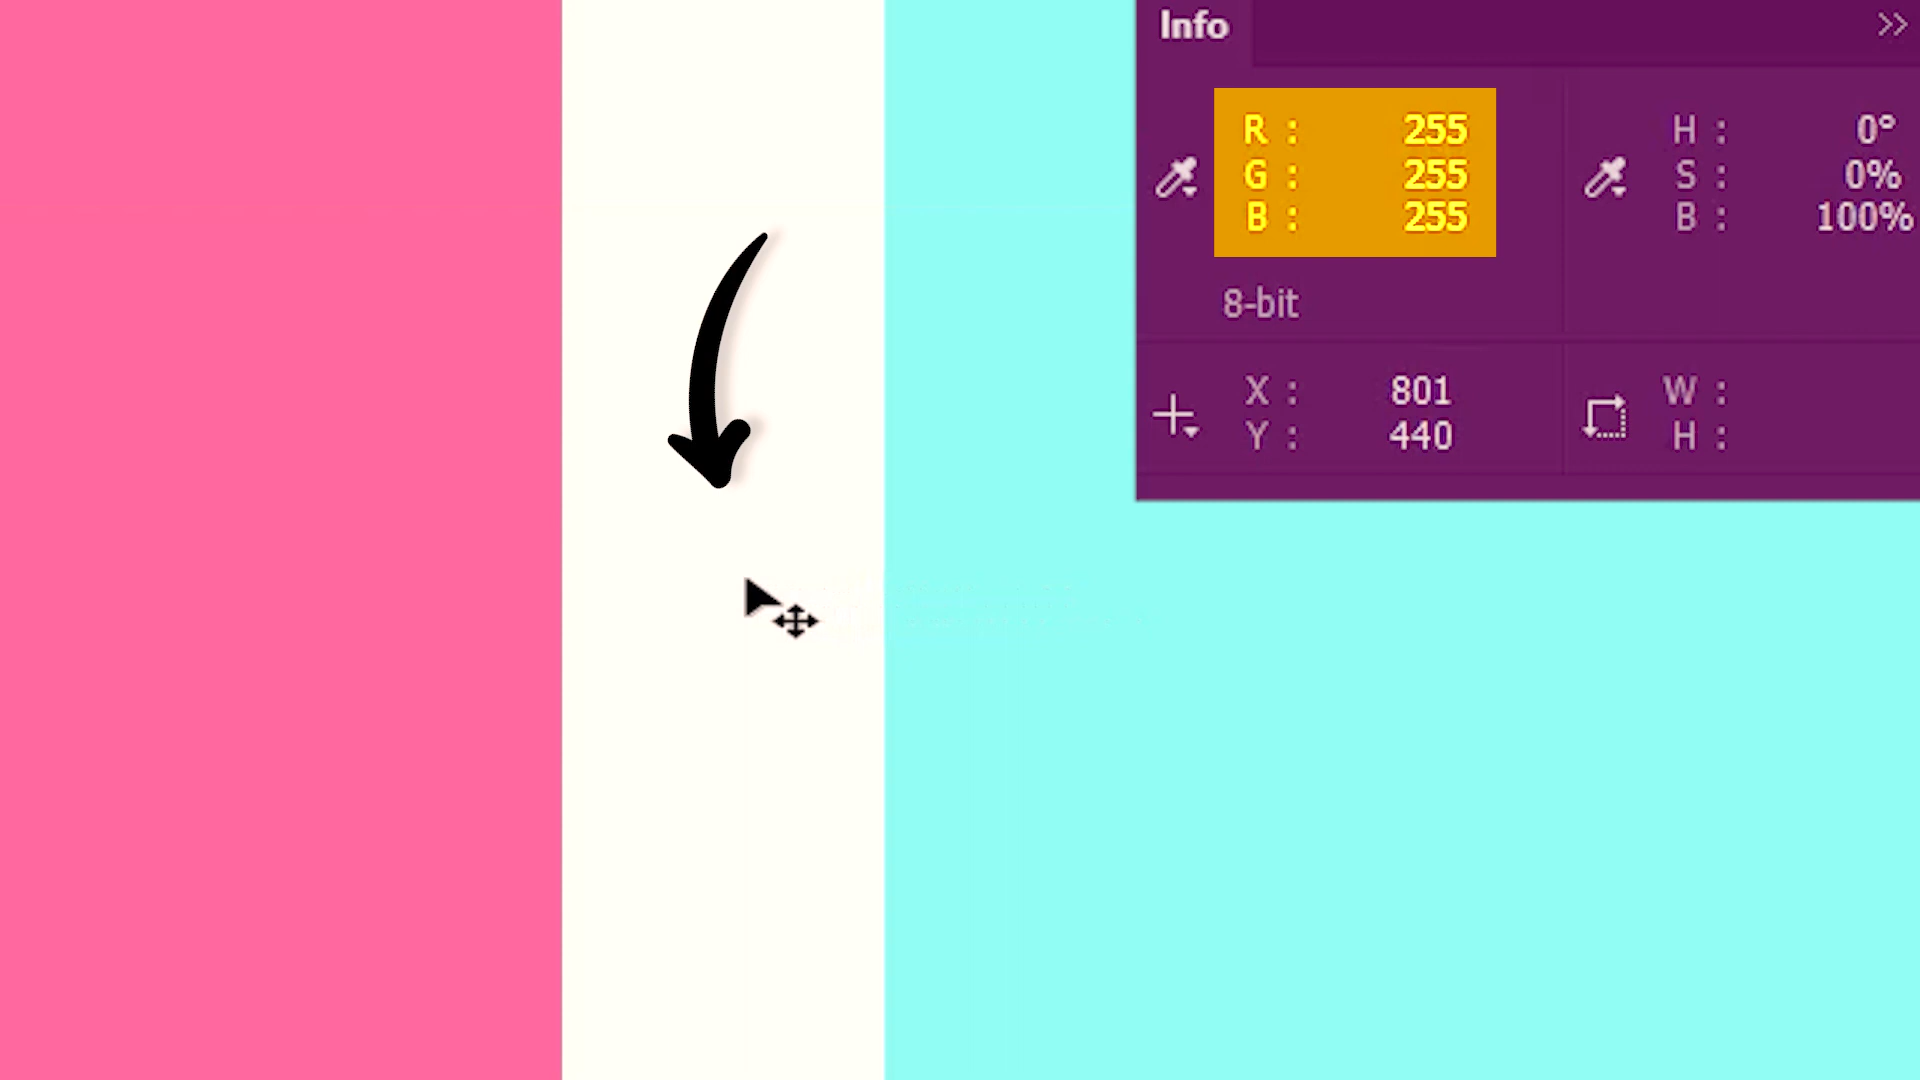 Info
R : 255
G : 255
B : 255
8-bit
H : 0°
S : 0%
B : 100%
X : 801
Y : 440
W :
H :